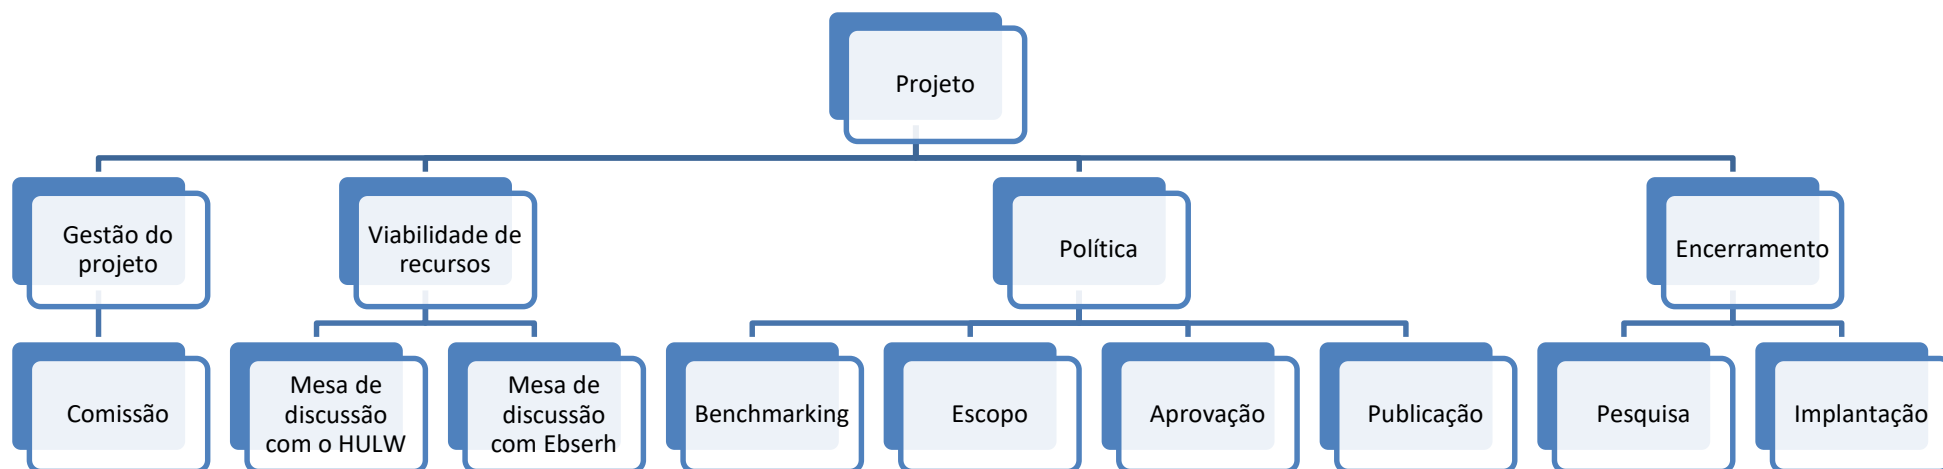 Projeto
Gestão do
projeto
Viabilidade de
recursos
Política
Encerramento
Comissão
Mesa de
discussão
com o HULW
Mesa de
discussão
com Ebserh
Benchmarking
Escopo
Aprovação
Publicação
Pesquisa
Implantação